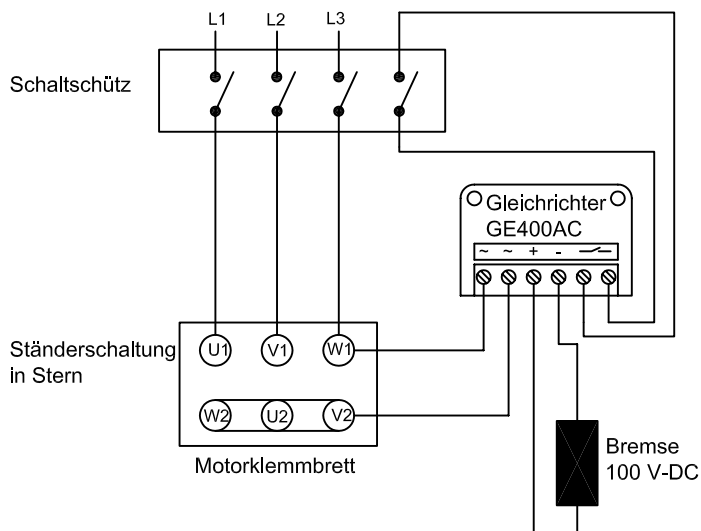 L1 L2 L3
Schaltschütz
Gleichrichter
GE400AC
~ ~ + -
Ständerschaltung
in Stern
U1 V1 W1
W2 U2 V2
Motorklemmbrett
Bremse
100 V-DC